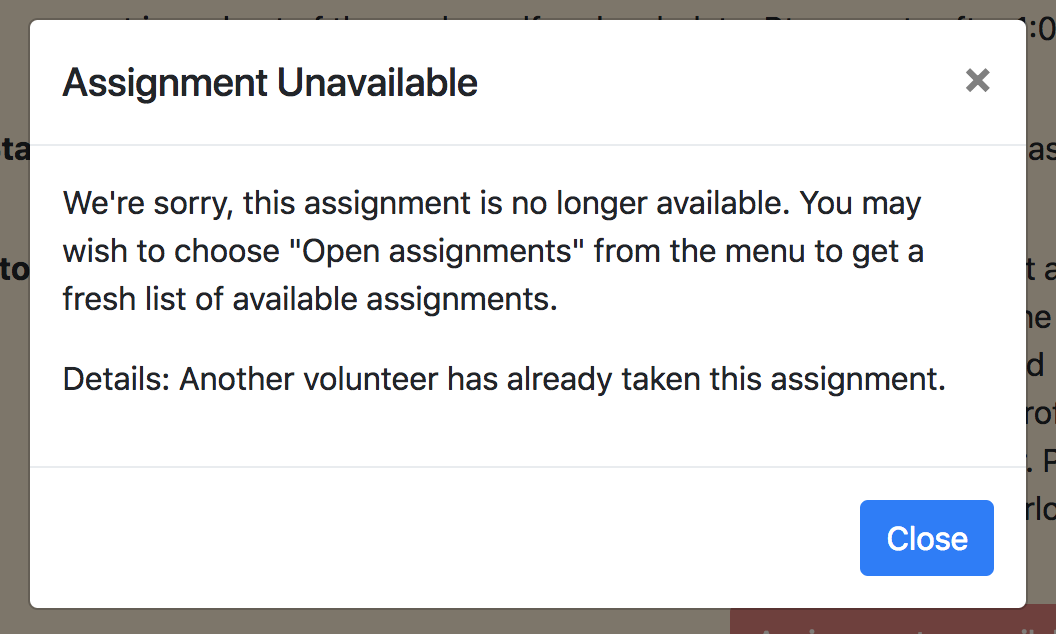 Assignment Unavailable
×
We're sorry, this assignment is no longer available. You may
wish to choose "Open assignments" from the menu to get a
fresh list of available assignments.
Details: Another volunteer has already taken this assignment.
Close